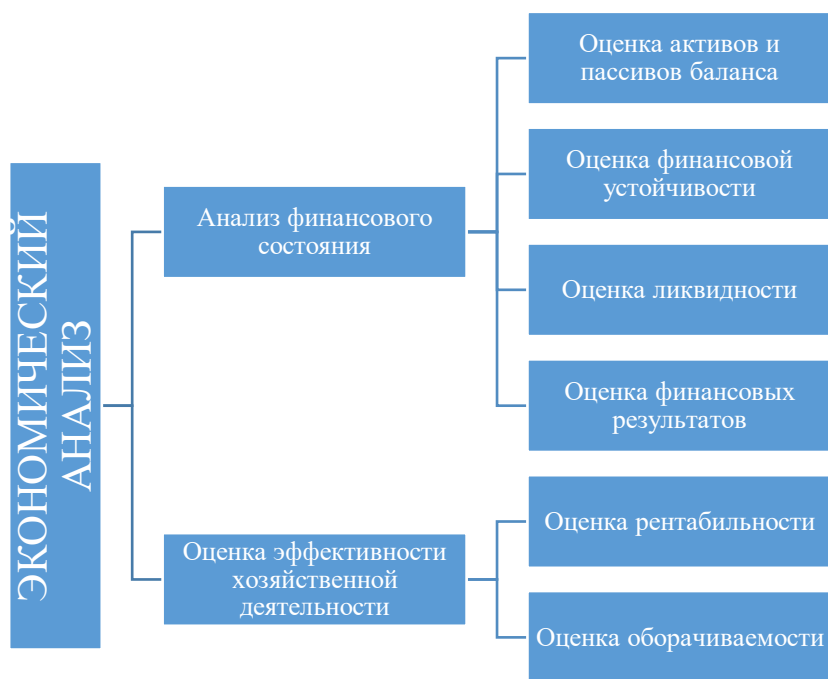 ЭКОНОМИЧЕСКИЙ
АНАЛИЗ
Анализ финансового
состояния
Оценка активов и
пассивов баланса
Оценка финансовой
устойчивости
Оценка ликвидности
Оценка финансовых
результатов
Оценка эффективности
хозяйственной
деятельности
Оценка рентабильности
Оценка оборачиваемости